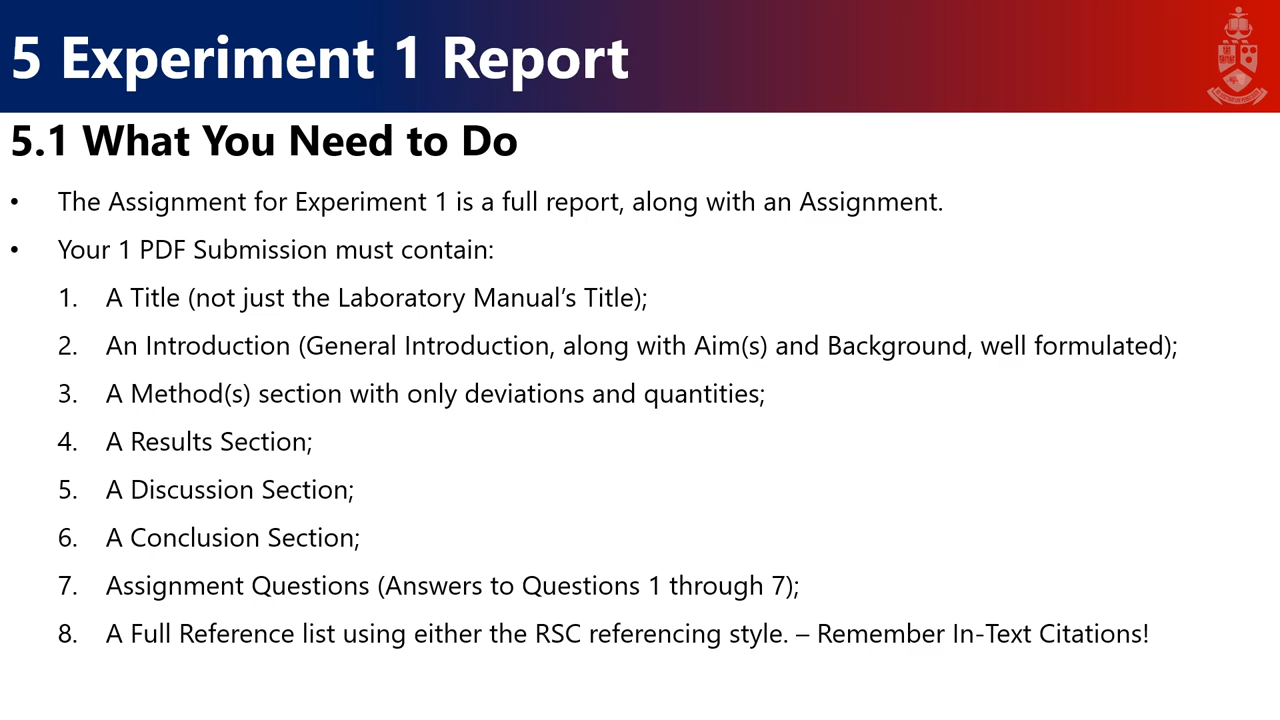 5 Experiment 1 Report
5.1 What You Need to Do
• The Assignment for Experiment 1 is a full report, along with an Assignment.
• Your 1 PDF Submission must contain:
1. A Title (not just the Laboratory Manual’s Title);
2. An Introduction (General Introduction, along with Aim(s) and Background, well formulated);
3. A Method(s) section with only deviations and quantities;
4. A Results Section;
5. A Discussion Section;
6. A Conclusion Section;
7. Assignment Questions (Answers to Questions 1 through 7);
8. A Full Reference list using either the RSC referencing style. – Remember In-Text Citations!